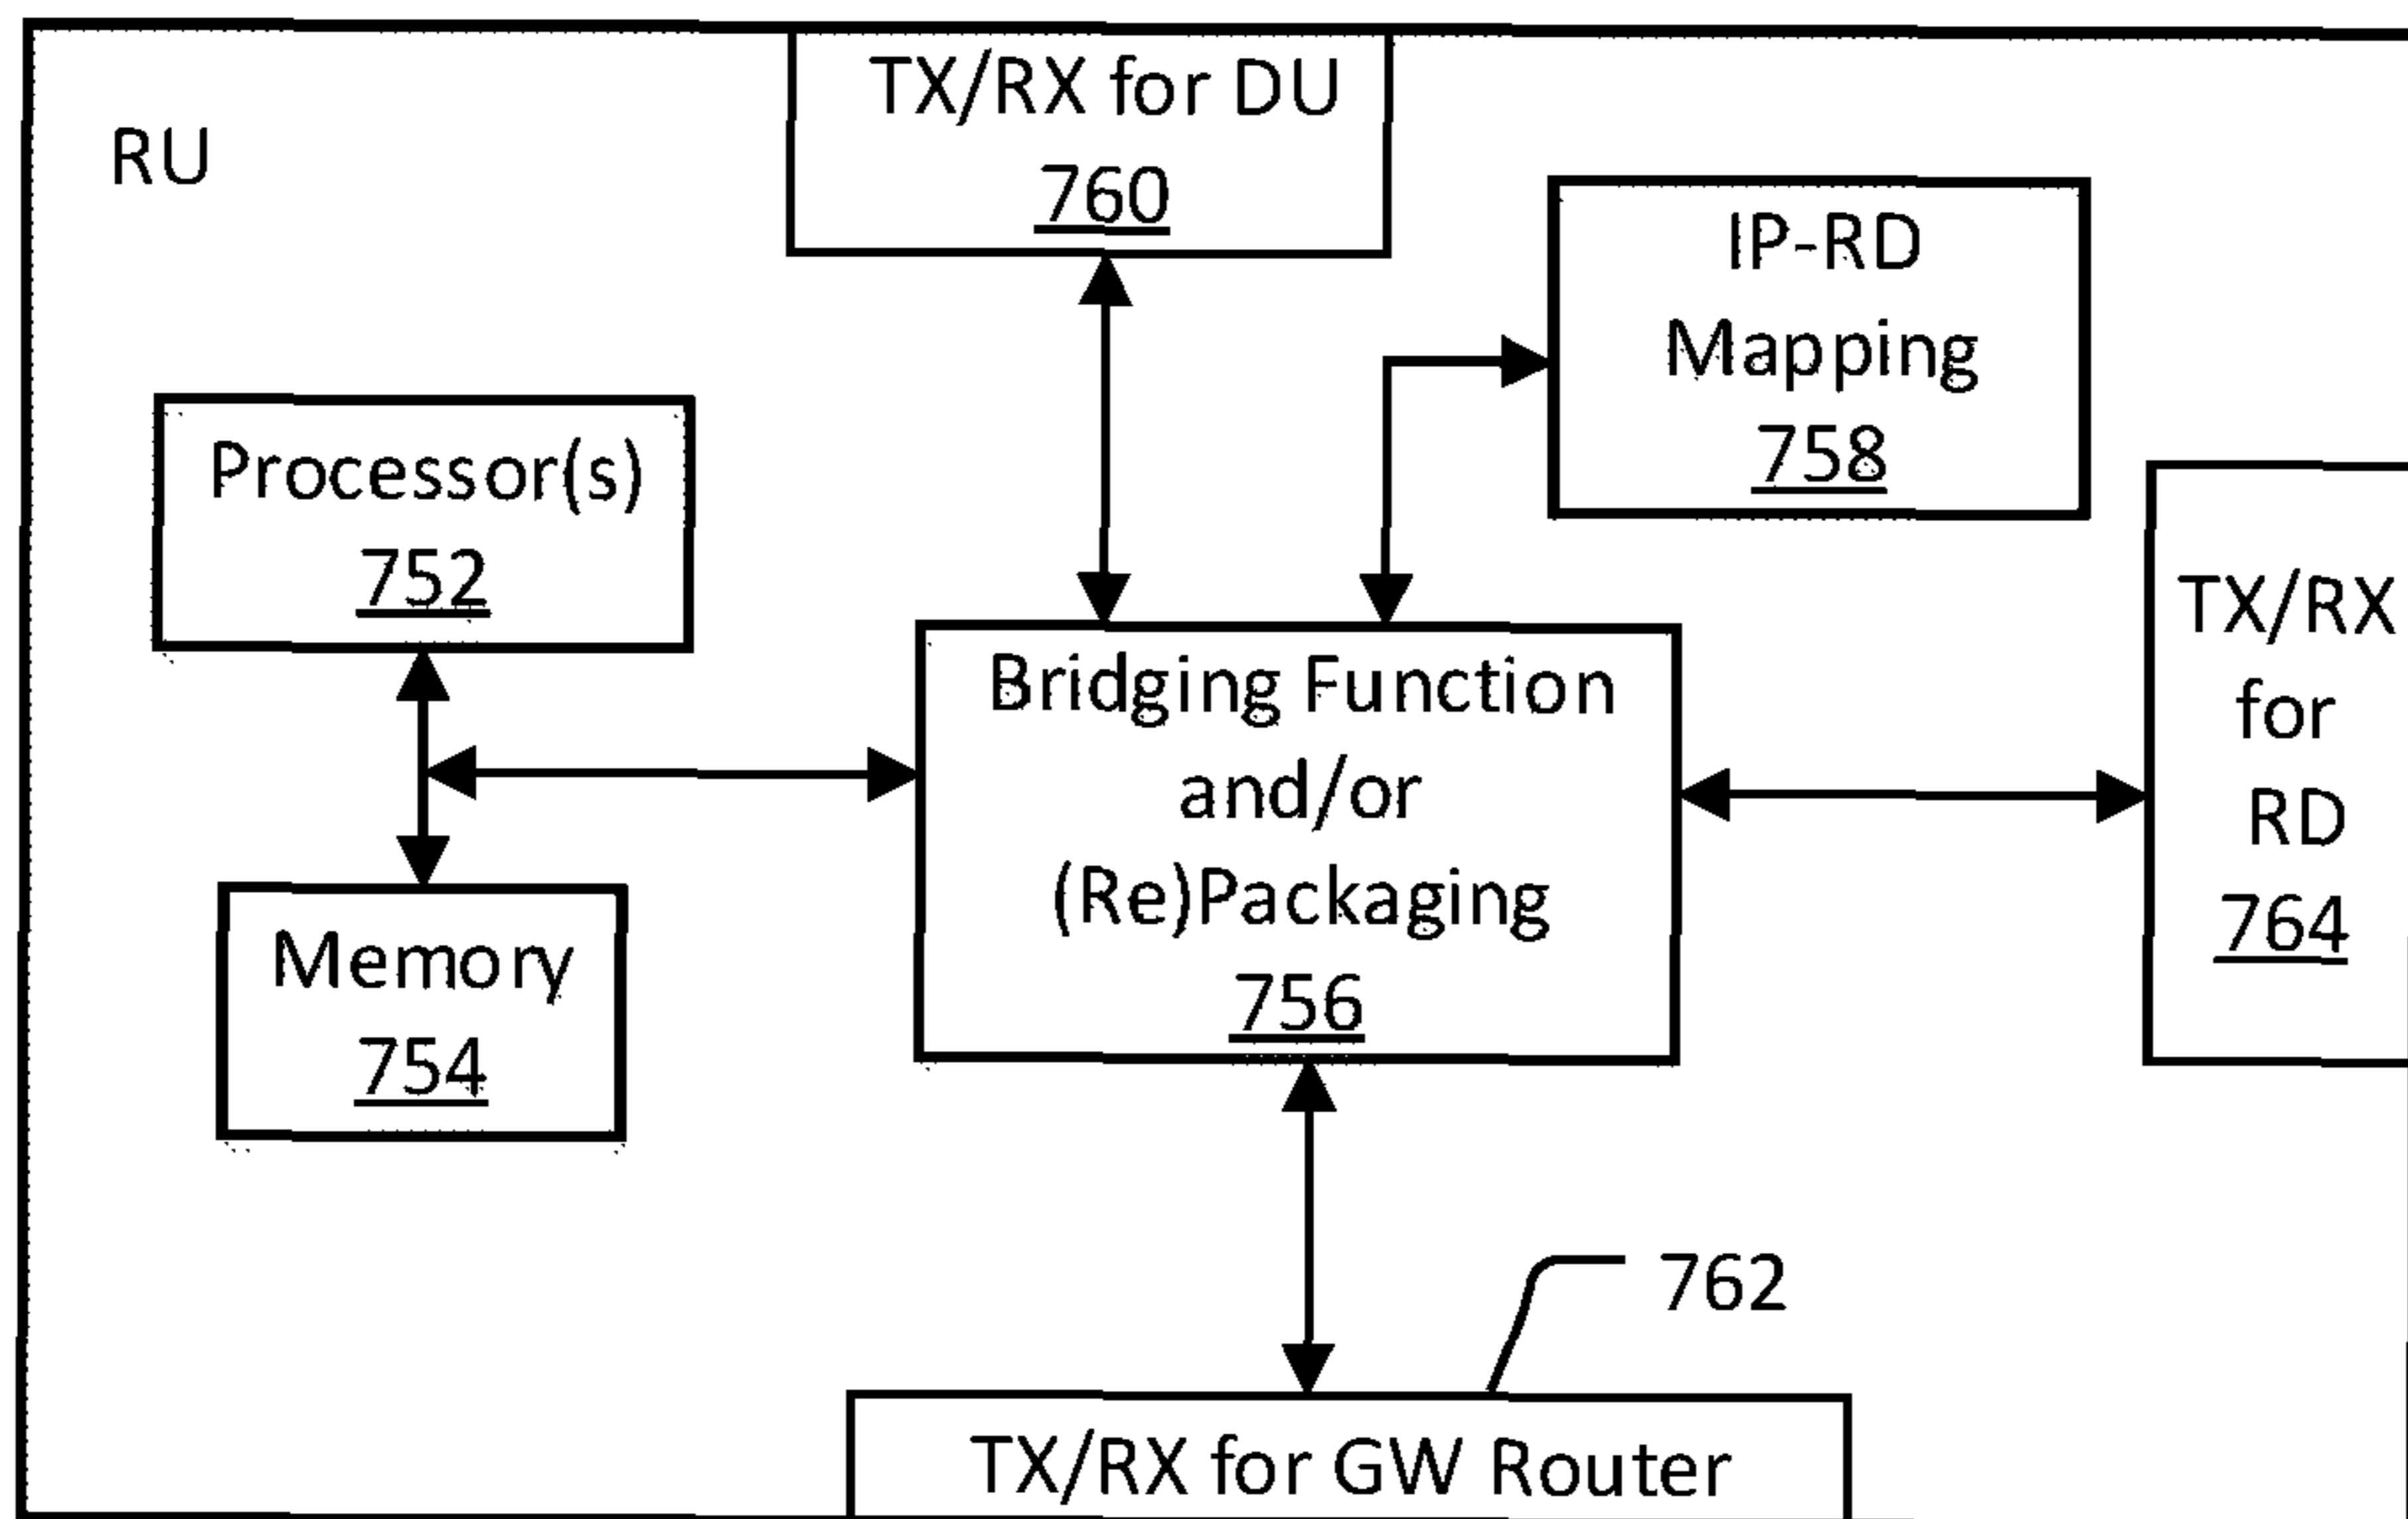 TX/RX for DU
760
RU
IP-RD
Mapping
758
Processor(s)
752
TX/RX
for
RD
764
Bridging Function
and/or
(Re)Packaging
756
Memory
754
762
TX/RX for GW Router